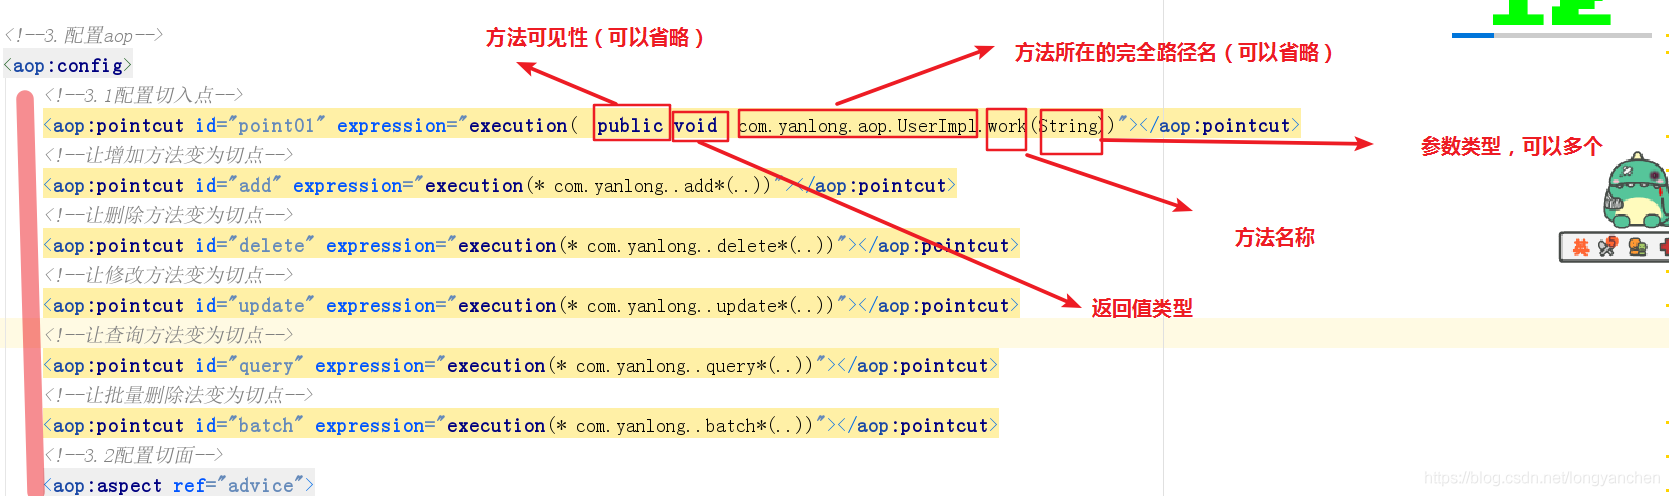 <!--3.配置aop-->
方法可见性（可以省略）
方法所在的完全路径名（可以省略）
<aop:config>
<!--3.1配置切入点-->
<aop:pointcut id="point01" expression="execution( public void com.yanlong.aop.UserImpl.work(String))"></aop:pointcut>
<!--让增加方法变为切点-->
参数类型，可以多个
<aop:pointcut id="add" expression="execution(* com.yanlong..add*(..))"></aop:pointcut>
<!--让删除方法变为切点-->
方法名称
<aop:pointcut id="delete" expression="execution(* com.yanlong..delete*(..))"></aop:pointcut>
英
<!--让修改方法变为切点-->
<aop:pointcut id="update" expression="execution(* com.yanlong..update*(..))"></aop:pointcut>
返回值类型
<!--让查询方法变为切点-->
<aop:pointcut id="query" expression="execution(* com.yanlong..query*(..))"></aop:pointcut>
<!--让批量删除法变为切点-->
<aop:pointcut id="batch" expression="execution(* com.yanlong..batch*(..))"></aop:pointcut>
<!--3.2配置切面-->
<aop:aspect ref="advice">
https://blog.csdn.net/longyanchen